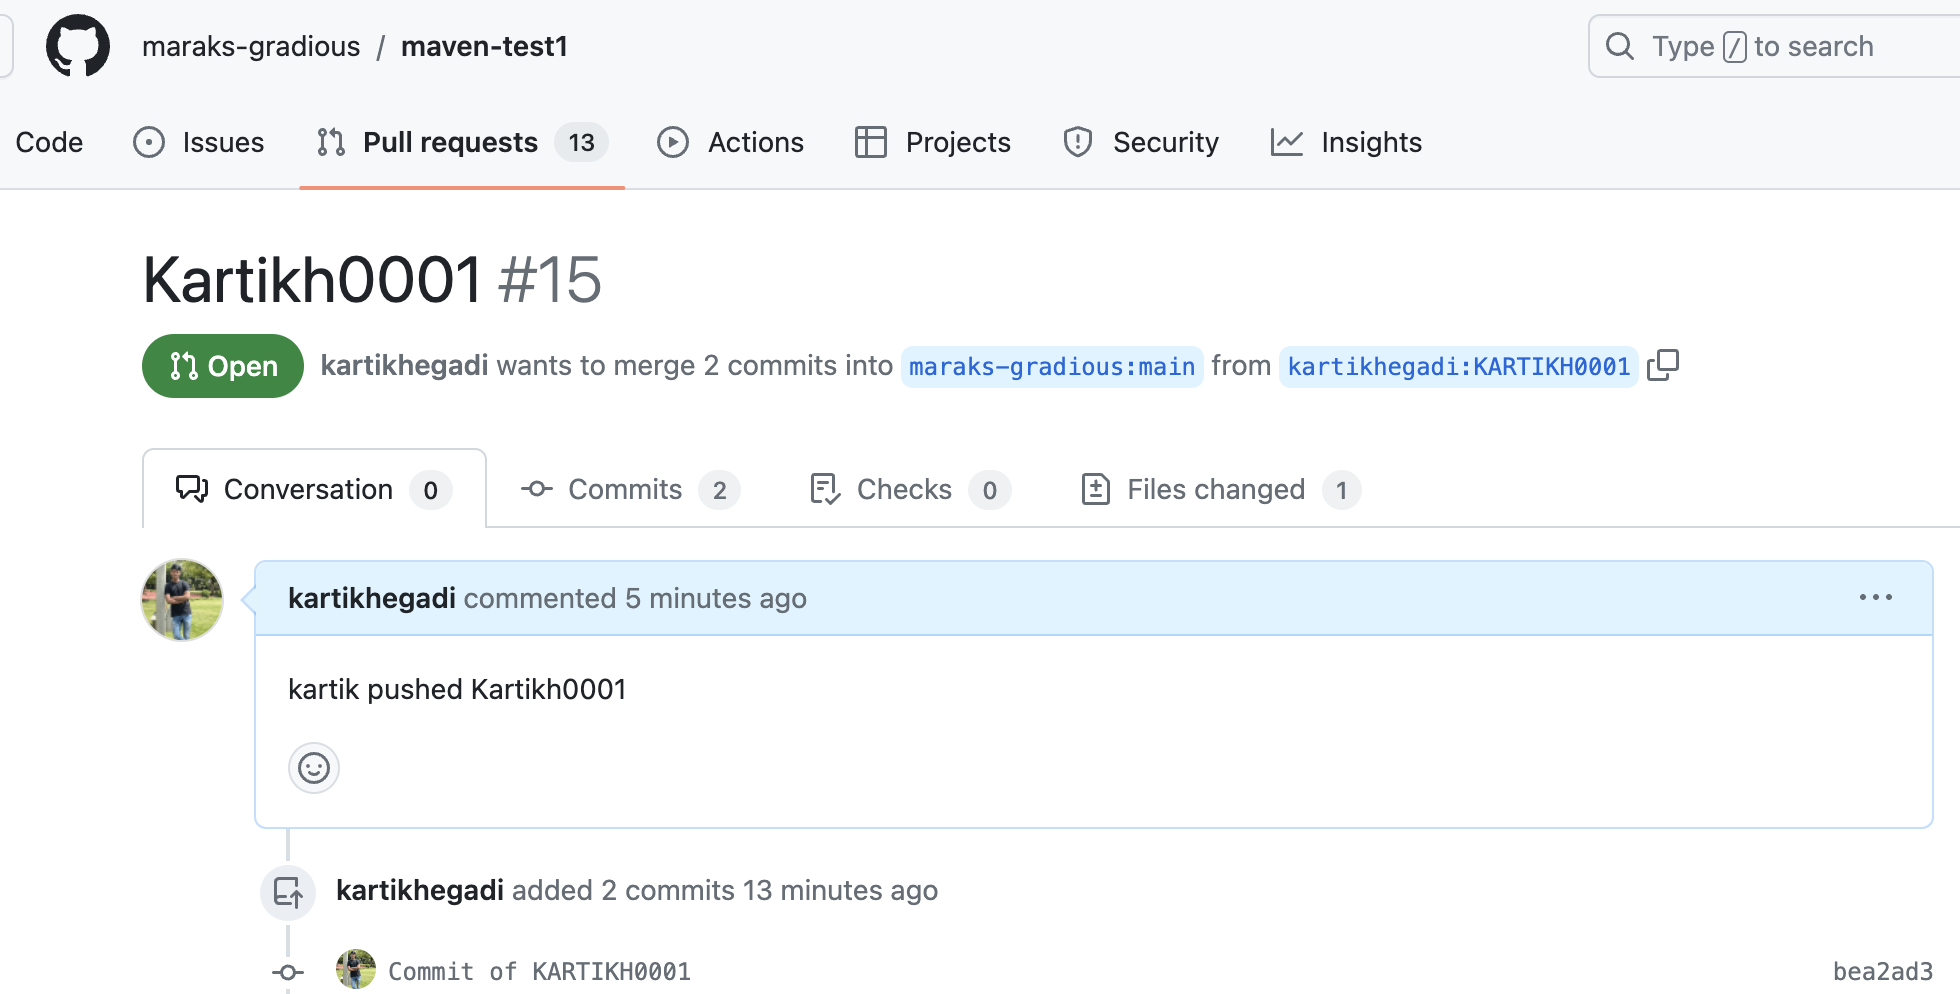 maraks-gradious / maven-test1
Type / to search
Code Issues Pull requests 13 Actions Projects Security Insights
Kartikh0001 #15
Open kartikhegadi wants to merge 2 commits into maraks-gradious:main from kartikhegadi:KARTIKH0001
Conversation 0 Commits 2 Checks 0 Files changed 1
kartikhegadi commented 5 minutes ago
kartik pushed Kartikh0001
kartikhegadi added 2 commits 13 minutes ago
Commit of KARTIKH0001 bea2ad3